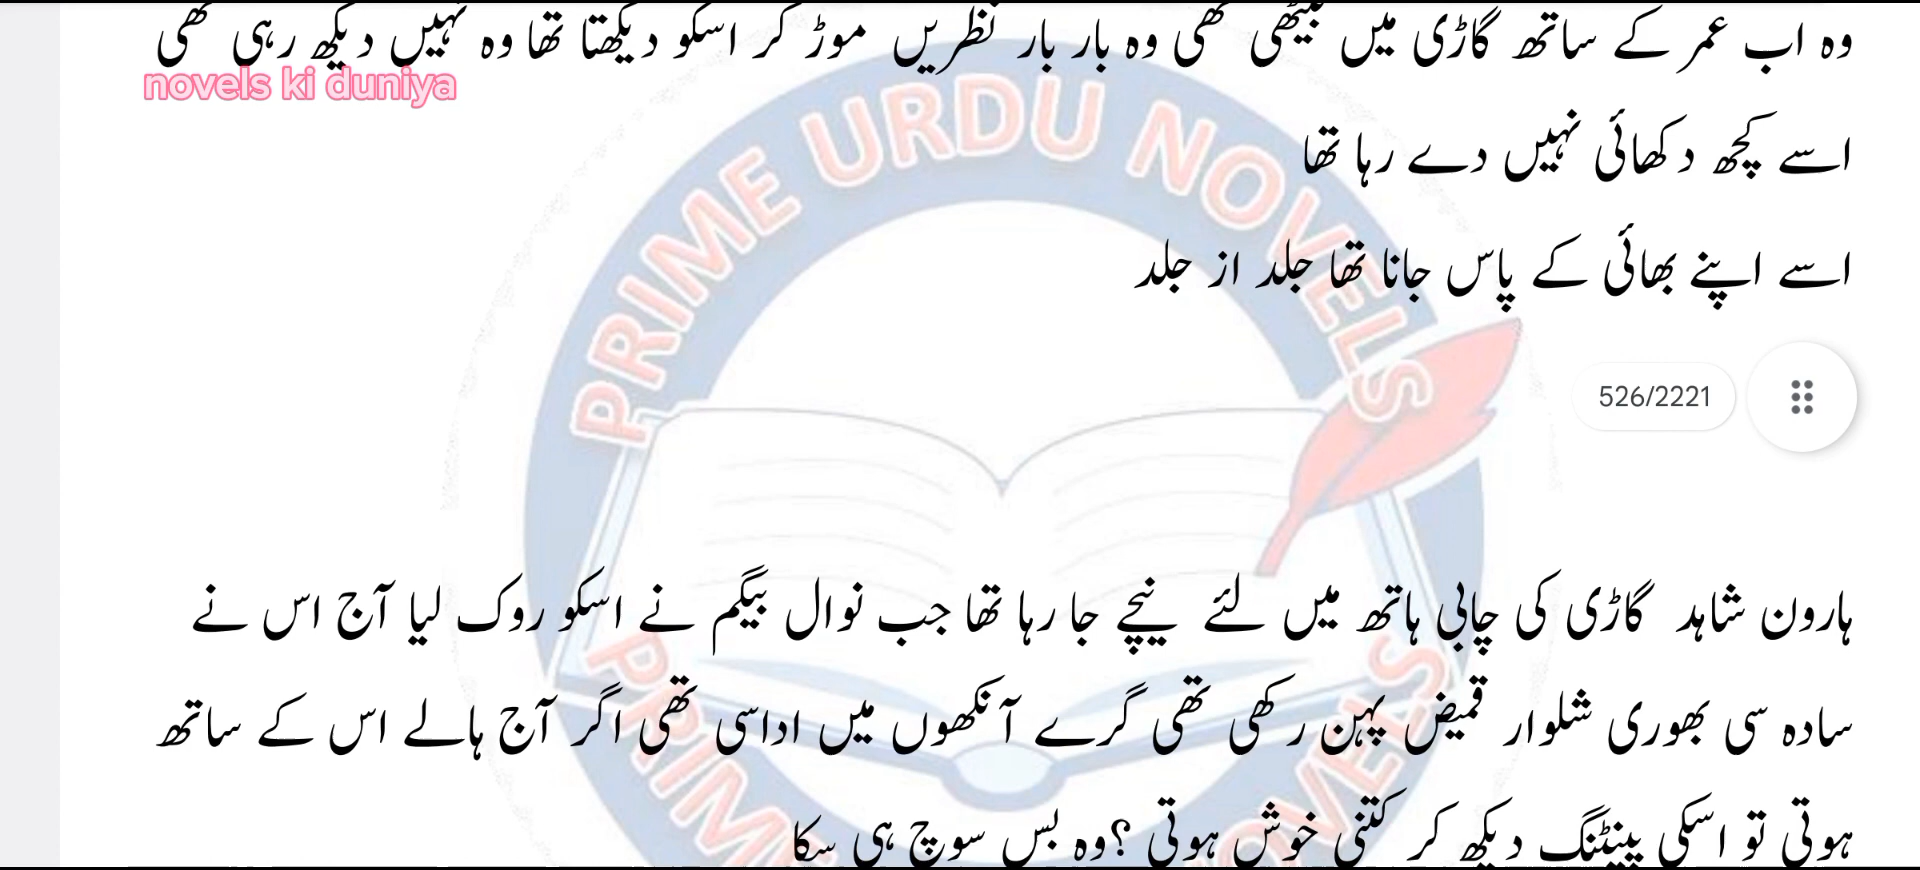 وہ اب عمر کے ساتھ گاڑی میں بیٹھی تھی وہ بار بار نظریں موڑ کر اسکو دیکھتا تھا وہ نہیں دیکھ رہی تھی
novels ki duniya
اسے کچھ دکھائی نہیں دے رہا تھا
اسے اپنے بھائی کے پاس جانا تھا جلد از جلد
PRIME URDU NOVELS
526/2221
ہارون شاہد گاڑی کی چابی ہاتھ میں لئے نیچے جا رہا تھا جب نوال بیگم نے اسکو روک لیا آج اس نے
سادہ سی بھوری شلوار قمیض پہن رکھی تھی گرے آنکھوں میں اداسی تھی اگر آج ہالے اس کے ساتھ
ہوتی تو اسکی پینٹنگ دیکھ کر کتنی خوش ہوتی ؟وہ بس سوچ ہی سکا
PRIME
NOVELS